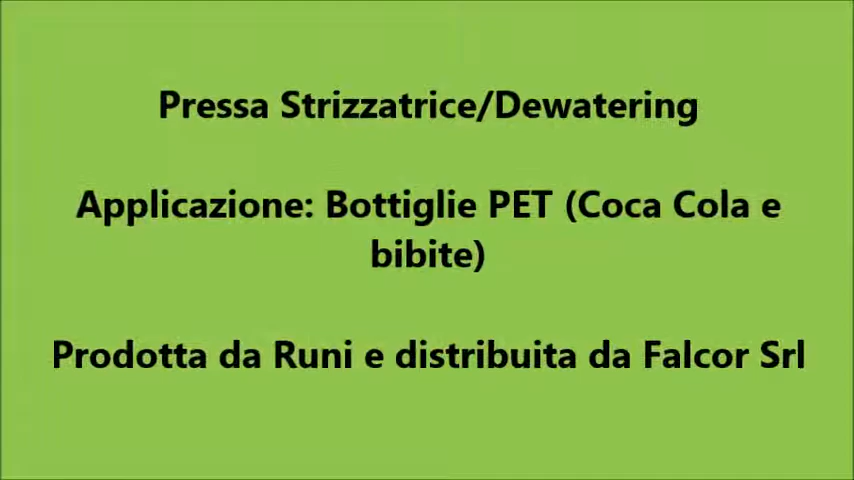 Pressa Strizzatrice/Dewatering
Applicazione: Bottiglie PET (Coca Cola e
bibite)
Prodotta da Runi e distribuita da Falcor Srl